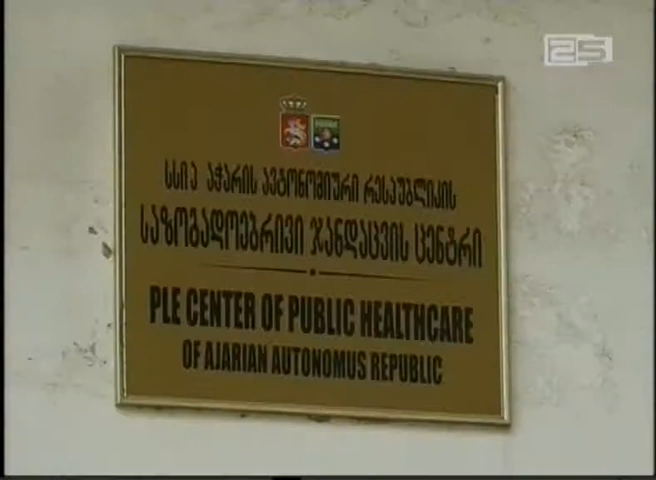 25
სსიპ აჭარის ავტონომიური რესპუბლიკის
საზოგადოებრივი ჯანდაცვის ცენტრი
PLE CENTER OF PUBLIC HEALTHCARE
OF AJARIAN AUTONOMUS REPUBLIC